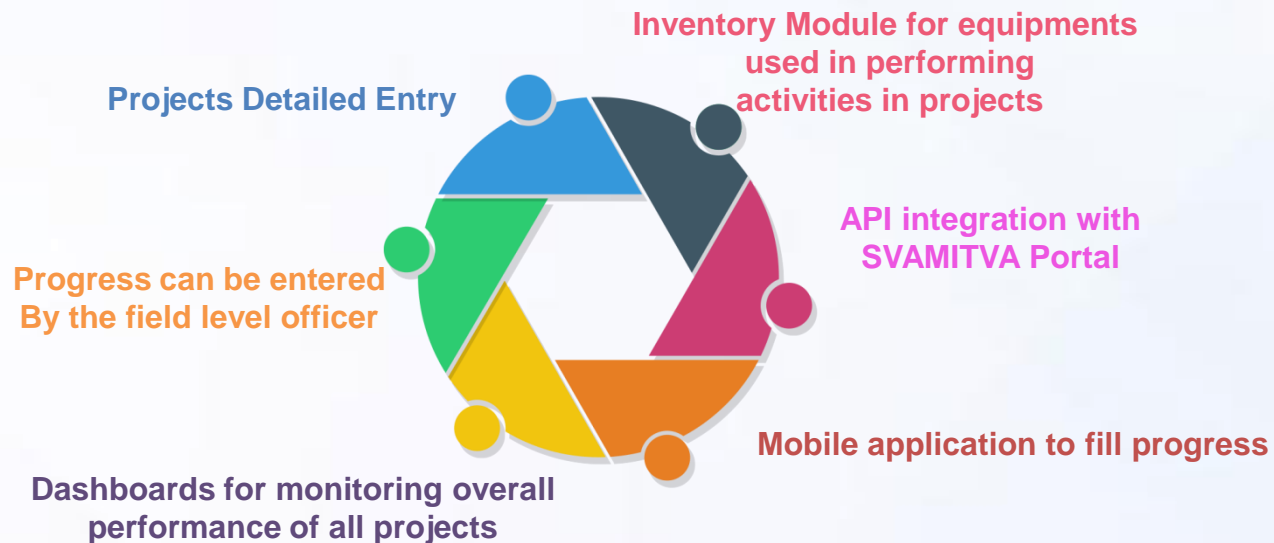 Inventory Module for equipments
used in performing
activities in projects
Projects Detailed Entry
API integration with
SVAMITVA Portal
Progress can be entered
By the field level officer
Mobile application to fill progress
Dashboards for monitoring overall
performance of all projects